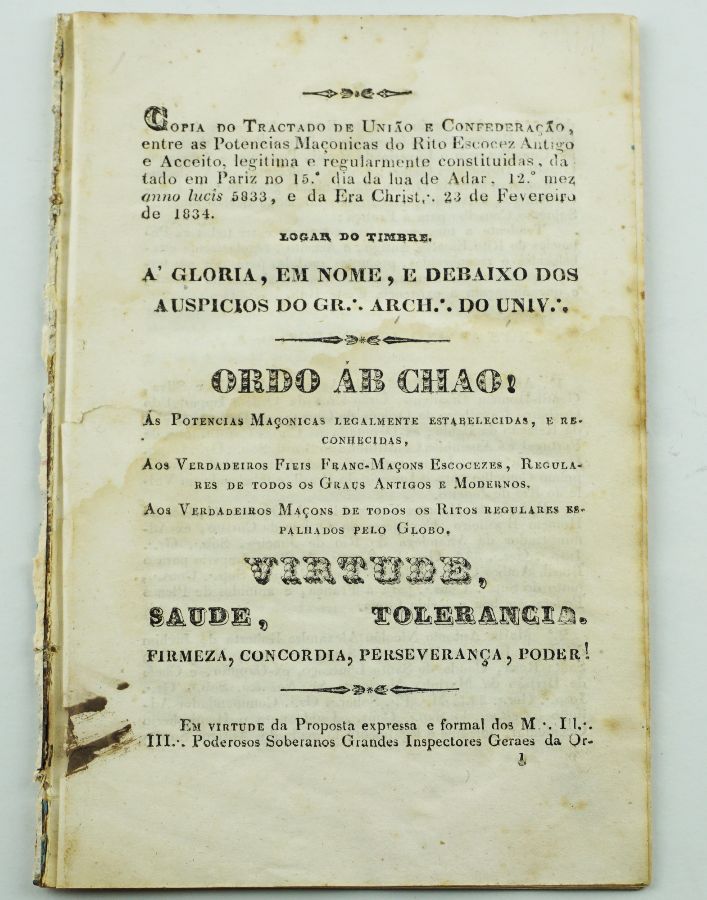 COPIA DO TRACTADO DE UNIÃO E CONFEDERAÇÃO,
entre as Potencias Maçonicas do Rito Escocez Antigo
e Acceito, legitima e regularmente constituidas, da
tado em Pariz no 15.º dia da lua de Adar, 12.º mez
anno lucis 5833, e da Era Christ.·. 23 de Fevereiro
de 1834.
LOGAR DO TIMBRE.
A' GLORIA, EM NOME, E DEBAIXO DOS
AUSPICIOS DO GR.·. ARCH.·. DO UNIV.·.
ORDO ÁB CHAO!
ÁS POTENCIAS MAÇONICAS LEGALMENTE ESTABELECIDAS, E RE-
CONHECIDAS,
AOS VERDADEIROS FIEIS FRANC-MAÇONS ESCOCEZES, REGULA-
RES DE TODOS OS GRAUS ANTIGOS E MODERNOS.
AOS VERDADEIROS MAÇONS DE TODOS OS RITOS REGULARES ES-
PALHADOS PELO GLOBO.
VIRTUDE,
SAUDE, TOLERANCIA.
FIRMEZA, CONCORDIA, PERSEVERANÇA, PODER!
EM VIRTUDE da Proposta expressa e formal dos M.·. Il.·.
III.·. Poderosos Soberanos Grandes Inspectores Geraes da Or-
1